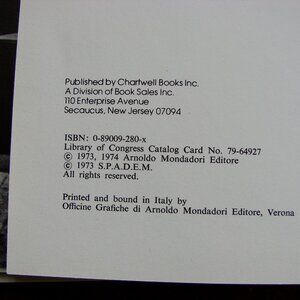 Published by Chartwell Books Inc.
A Division of Book Sales Inc.
110 Enterprise Avenue
Secaucus, New Jersey 07094
ISBN: 0-89009-280-x
Library of Congress Catalog Card No. 79-64927
© 1973, 1974 Arnoldo Mondadori Editore
© 1973 S.P.A.D.E.M.
All rights reserved.
Printed and bound in Italy by
Officine Grafiche di Arnoldo Mondadori Editore, Verona